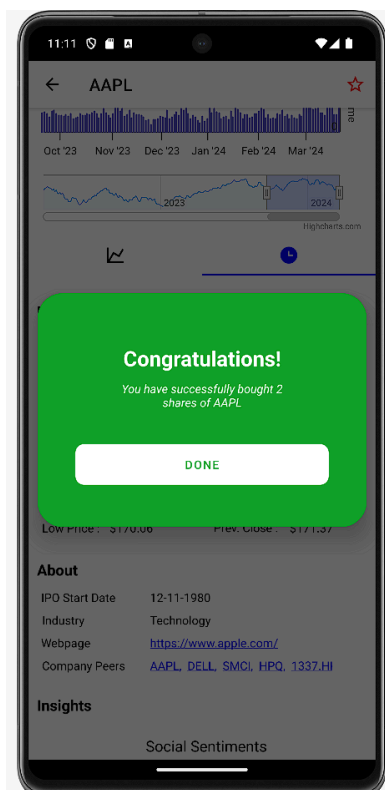 11:11
AAPL
me
Oct '23 Nov '23 Dec '23 Jan '24 Feb '24 Mar '24
2023 2024
Highcharts.com
Congratulations!
You have successfully bought 2
shares of AAPL
DONE
Low Price : $170.06 Prev. Close : $171.37
About
IPO Start Date 12-11-1980
Industry Technology
Webpage https://www.apple.com/
Company Peers AAPL, DELL, SMCI, HPQ, 1337.HI
Insights
Social Sentiments